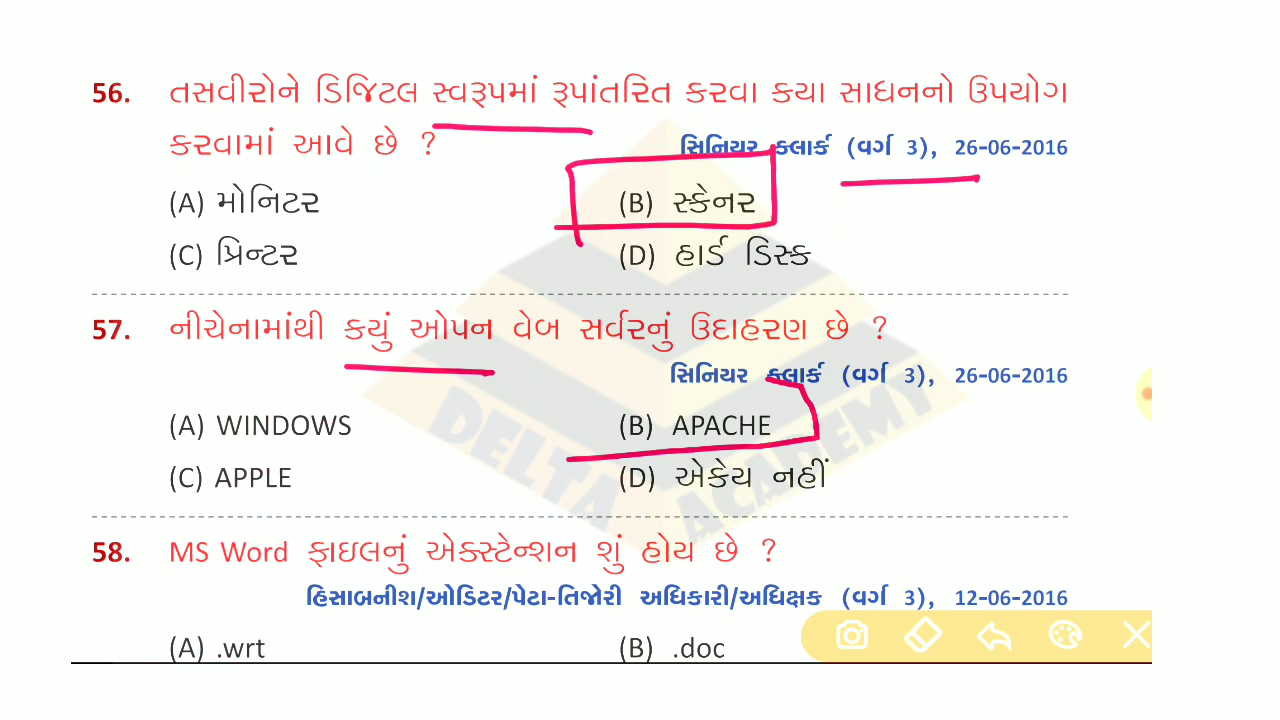 56. તસવીરોને ડિજિટલ સ્વરૂપમાં રૂપાંતરિત કરવા કયા સાધનનો ઉપયોગ
કરવામાં આવે છે ?
સિનિયર ક્લાર્ક (વર્ગ 3), 26-06-2016
(A) મોનિટર (B) સ્કેનર
(C) પ્રિન્ટર (D) હાર્ડ ડિસ્ક
57. નીચેનામાંથી કયું ઓપન વેબ સર્વરનું ઉદાહરણ છે ?
સિનિયર ક્લાર્ક (વર્ગ 3), 26-06-2016
(A) WINDOWS (B) APACHE
(C) APPLE (D) એકેય નહીં
DELTA ACADEMY
58. MS Word ફાઇલનું એક્સ્ટેન્શન શું હોય છે ?
હિસાબનીશ/ઓડિટર/પેટા-તિજોરી અધિકારી/અધિક્ષક (વર્ગ 3), 12-06-2016
(A) .wrt (B) .doc